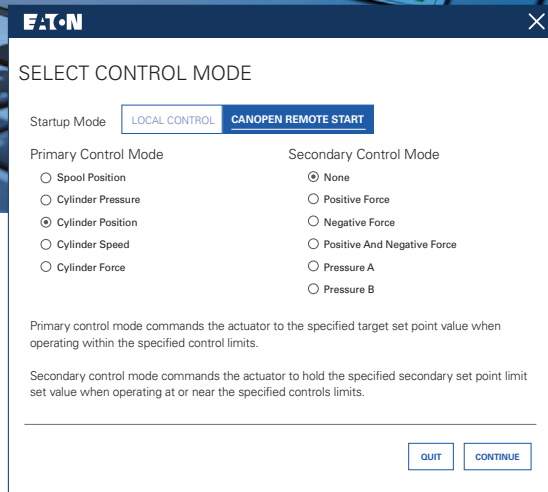 EATON
SELECT CONTROL MODE
Startup Mode LOCAL CONTROL CANOPEN REMOTE START
Primary Control Mode
Spool Position
Cylinder Pressure
Cylinder Position
Cylinder Speed
Cylinder Force
Secondary Control Mode
None
Positive Force
Negative Force
Positive And Negative Force
Pressure A
Pressure B
Primary control mode commands the actuator to the specified target set point value when
operating within the specified control limits.
Secondary control mode commands the actuator to hold the specified secondary set point limit
set value when operating at or near the specified controls limits.
QUIT CONTINUE